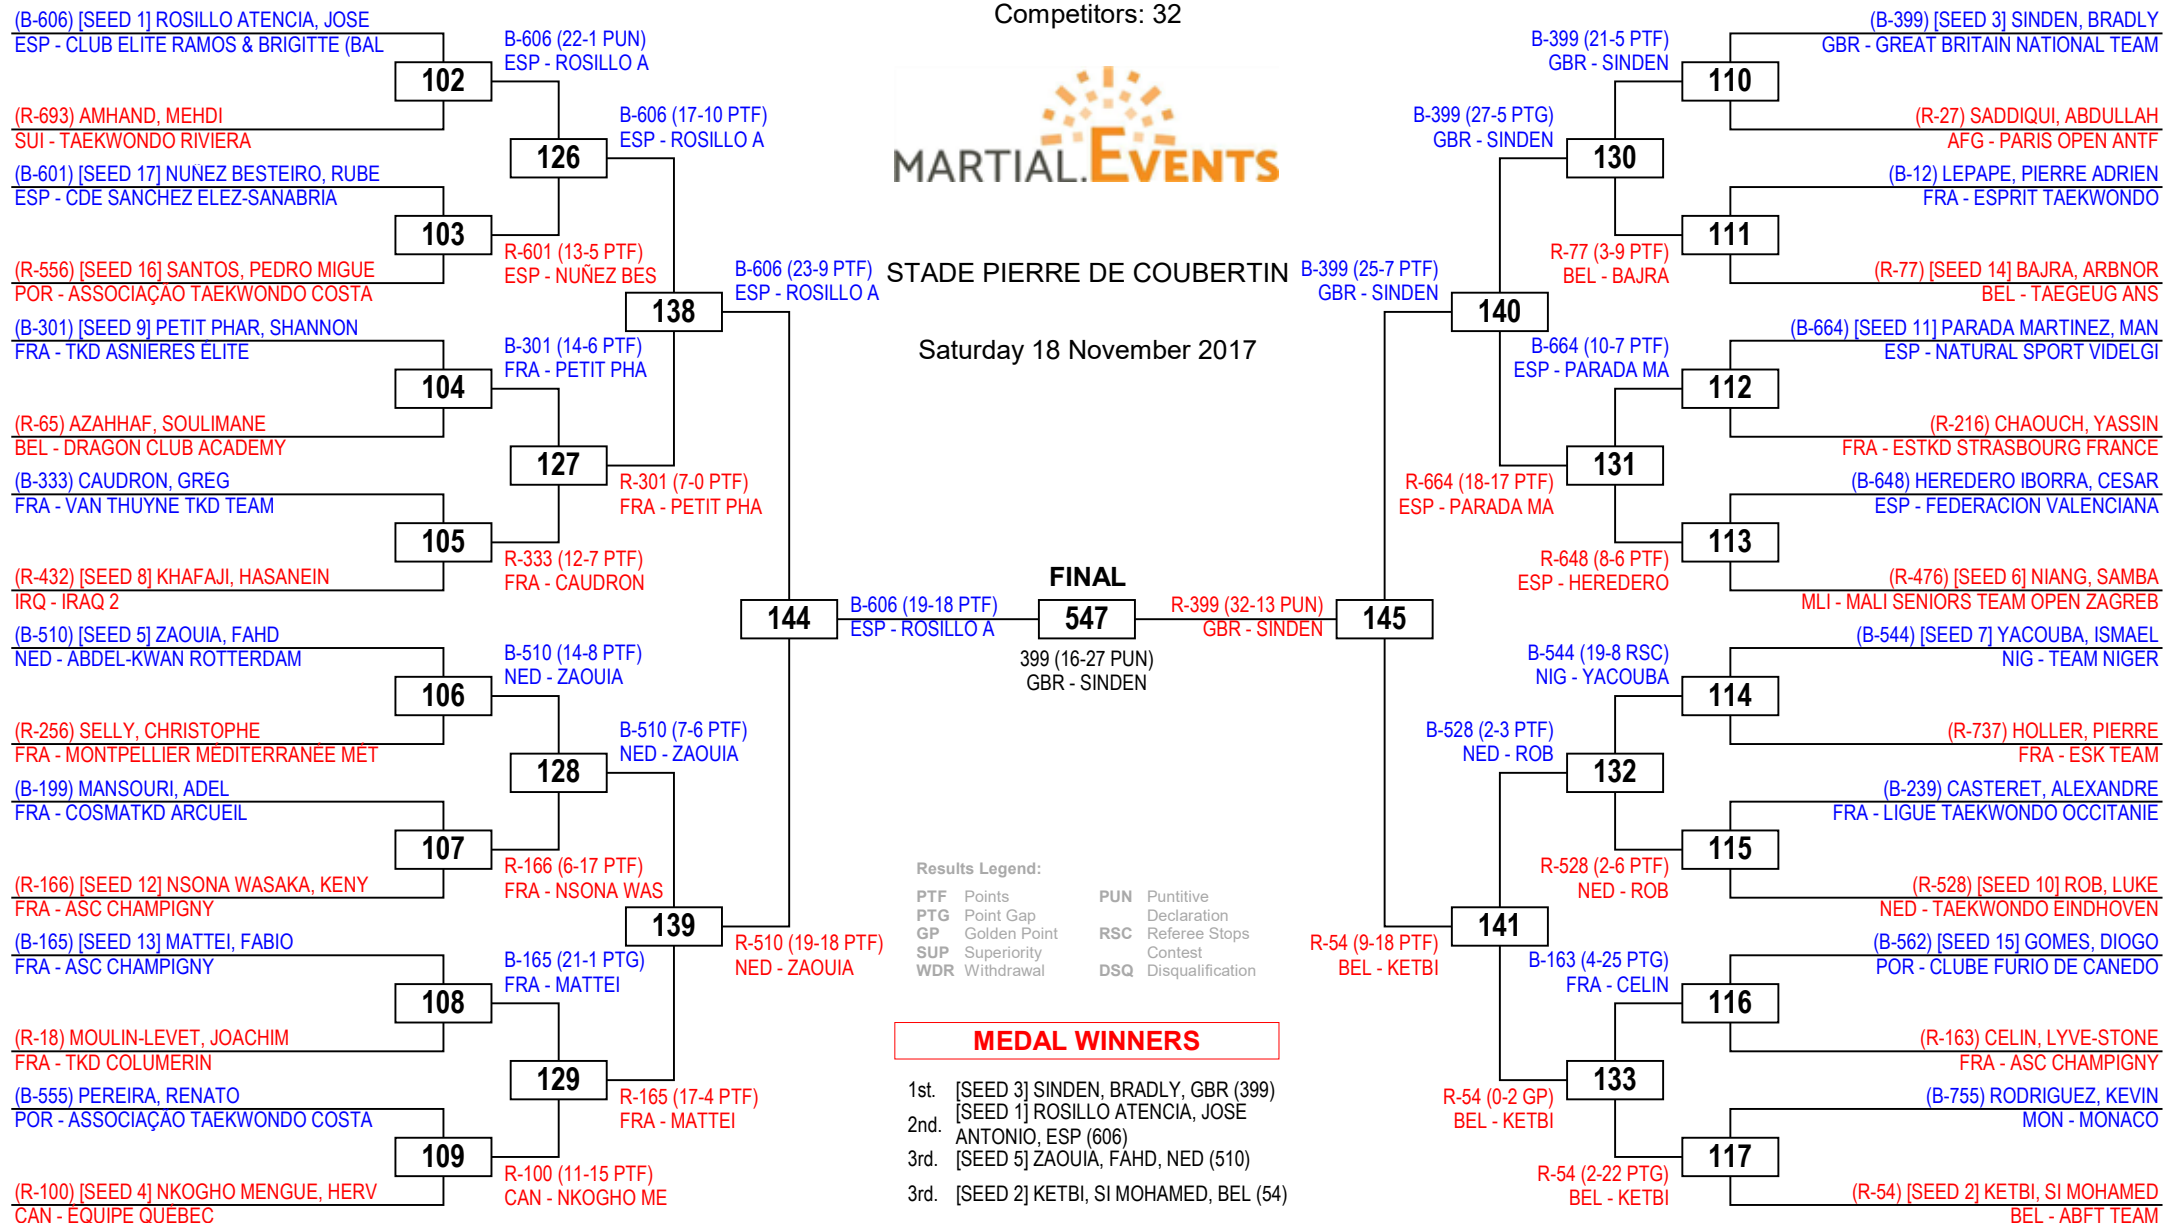 Competitors: 32
MARTIAL.EVENTS
STADE PIERRE DE COUBERTIN
Saturday 18 November 2017
(B-606) [SEED 1] ROSILLO ATENCIA, JOSE
ESP - CLUB ELITE RAMOS & BRIGITTE (BAL
102
(R-693) AMHAND, MEHDI
SUI - TAEKWONDO RIVIERA
(B-601) [SEED 17] NUÑEZ BESTEIRO, RUBE
ESP - CDE SANCHEZ ELEZ-SANABRIA
103
(R-556) [SEED 16] SANTOS, PEDRO MIGUE
POR - ASSOCIAÇÃO TAEKWONDO COSTA
(B-301) [SEED 9] PETIT PHAR, SHANNON
FRA - TKD ASNIERES ÉLITE
104
(R-65) AZAHHAF, SOULIMANE
BEL - DRAGON CLUB ACADEMY
(B-333) CAUDRON, GREG
FRA - VAN THUYNE TKD TEAM
105
(R-432) [SEED 8] KHAFAJI, HASANEIN
IRQ - IRAQ 2
(B-510) [SEED 5] ZAOUIA, FAHD
NED - ABDEL-KWAN ROTTERDAM
106
(R-256) SELLY, CHRISTOPHE
FRA - MONTPELLIER MÉDITERRANÉE MÉT
(B-199) MANSOURI, ADEL
FRA - COSMATKD ARCUEIL
107
(R-166) [SEED 12] NSONA WASAKA, KENY
FRA - ASC CHAMPIGNY
(B-165) [SEED 13] MATTEI, FABIO
FRA - ASC CHAMPIGNY
108
(R-18) MOULIN-LEVET, JOACHIM
FRA - TKD COLUMERIN
(B-555) PEREIRA, RENATO
POR - ASSOCIAÇÃO TAEKWONDO COSTA
109
(R-100) [SEED 4] NKOGHO MENGUE, HERV
CAN - ÉQUIPE QUÉBEC
B-606 (22-1 PUN)
ESP - ROSILLO A
126
R-601 (13-5 PTF)
ESP - NUÑEZ BES
B-301 (14-6 PTF)
FRA - PETIT PHA
127
R-333 (12-7 PTF)
FRA - CAUDRON
B-510 (14-8 PTF)
NED - ZAOUIA
128
R-166 (6-17 PTF)
FRA - NSONA WAS
B-165 (21-1 PTG)
FRA - MATTEI
129
R-100 (11-15 PTF)
CAN - NKOGHO ME
B-606 (17-10 PTF)
ESP - ROSILLO A
138
R-301 (7-0 PTF)
FRA - PETIT PHA
B-510 (7-6 PTF)
NED - ZAOUIA
139
R-165 (17-4 PTF)
FRA - MATTEI
B-606 (23-9 PTF)
ESP - ROSILLO A
144
R-510 (19-18 PTF)
NED - ZAOUIA
B-606 (19-18 PTF)
ESP - ROSILLO A
FINAL
547
399 (16-27 PUN)
GBR - SINDEN
R-399 (32-13 PUN)
GBR - SINDEN
145
B-399 (25-7 PTF)
GBR - SINDEN
R-54 (9-18 PTF)
BEL - KETBI
B-399 (27-5 PTG)
GBR - SINDEN
140
R-664 (18-17 PTF)
ESP - PARADA MA
B-528 (2-3 PTF)
NED - ROB
141
R-54 (0-2 GP)
BEL - KETBI
B-399 (21-5 PTF)
GBR - SINDEN
130
R-77 (3-9 PTF)
BEL - BAJRA
B-664 (10-7 PTF)
ESP - PARADA MA
131
R-648 (8-6 PTF)
ESP - HEREDERO
B-544 (19-8 RSC)
NIG - YACOUBA
132
R-528 (2-6 PTF)
NED - ROB
B-163 (4-25 PTG)
FRA - CELIN
133
R-54 (2-22 PTG)
BEL - KETBI
(B-399) [SEED 3] SINDEN, BRADLY
GBR - GREAT BRITAIN NATIONAL TEAM
110
(R-27) SADDIQUI, ABDULLAH
AFG - PARIS OPEN ANTF
(B-12) LEPAPE, PIERRE ADRIEN
FRA - ESPRIT TAEKWONDO
111
(R-77) [SEED 14] BAJRA, ARBNOR
BEL - TAEGEUG ANS
(B-664) [SEED 11] PARADA MARTINEZ, MAN
ESP - NATURAL SPORT VIDELGI
112
(R-216) CHAOUCH, YASSIN
FRA - ESTKD STRASBOURG FRANCE
(B-648) HEREDERO IBORRA, CESAR
ESP - FEDERACION VALENCIANA
113
(R-476) [SEED 6] NIANG, SAMBA
MLI - MALI SENIORS TEAM OPEN ZAGREB
(B-544) [SEED 7] YACOUBA, ISMAEL
NIG - TEAM NIGER
114
(R-737) HOLLER, PIERRE
FRA - ESK TEAM
(B-239) CASTERET, ALEXANDRE
FRA - LIGUE TAEKWONDO OCCITANIE
115
(R-528) [SEED 10] ROB, LUKE
NED - TAEKWONDO EINDHOVEN
(B-562) [SEED 15] GOMES, DIOGO
POR - CLUBE FURIO DE CANEDO
116
(R-163) CELIN, LYVE-STONE
FRA - ASC CHAMPIGNY
(B-755) RODRIGUEZ, KEVIN
MON - MONACO
117
(R-54) [SEED 2] KETBI, SI MOHAMED
BEL - ABFT TEAM
Results Legend:
PTF Points PUN Puntitive
PTG Point Gap Declaration
GP Golden Point RSC Referee Stops
SUP Superiority Contest
WDR Withdrawal DSQ Disqualification
MEDAL WINNERS
1st. [SEED 3] SINDEN, BRADLY, GBR (399)
2nd. [SEED 1] ROSILLO ATENCIA, JOSE
ANTONIO, ESP (606)
3rd. [SEED 5] ZAOUIA, FAHD, NED (510)
3rd. [SEED 2] KETBI, SI MOHAMED, BEL (54)